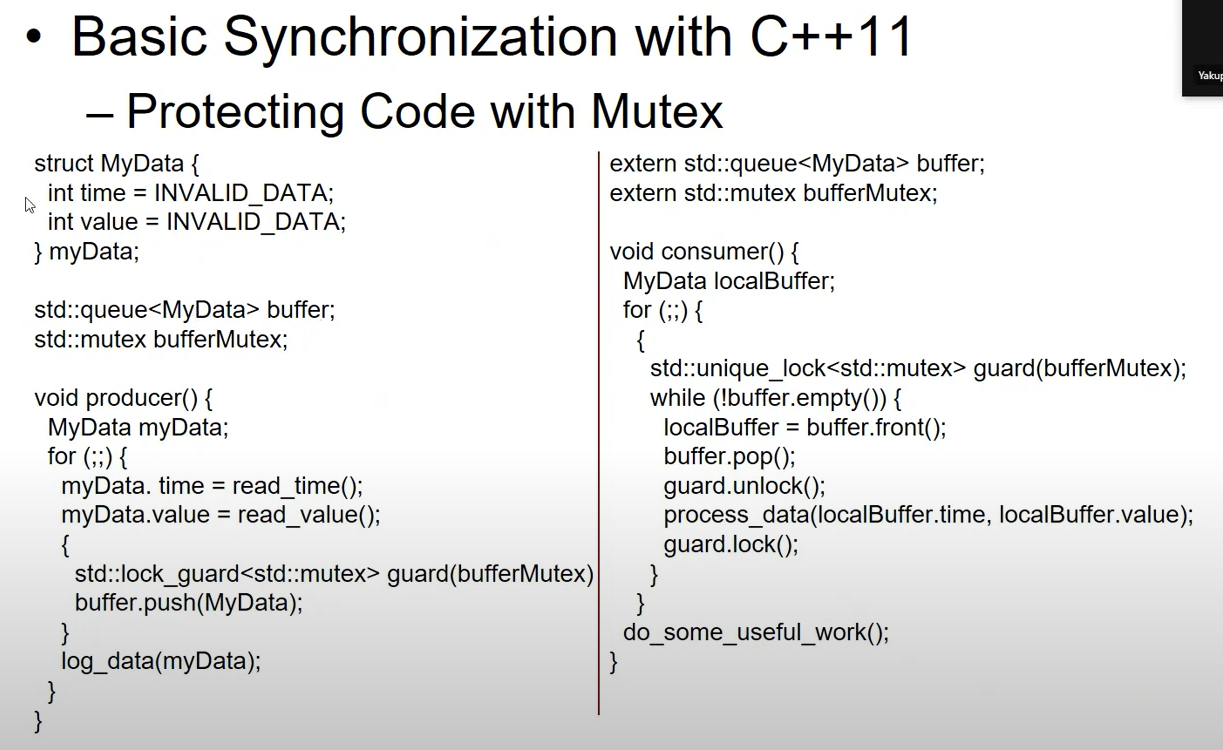 • Basic Synchronization with C++11
– Protecting Code with Mutex
struct MyData {
int time = INVALID_DATA;
int value = INVALID_DATA;
} myData;
std::queue<MyData> buffer;
std::mutex bufferMutex;
void producer() {
MyData myData;
for (;;) {
myData. time = read_time();
myData.value = read_value();
{
std::lock_guard<std::mutex> guard(bufferMutex)
buffer.push(MyData);
}
log_data(myData);
}
}
extern std::queue<MyData> buffer;
extern std::mutex bufferMutex;
void consumer() {
MyData localBuffer;
for (;;) {
{
std::unique_lock<std::mutex> guard(bufferMutex);
while (!buffer.empty()) {
localBuffer = buffer.front();
buffer.pop();
guard.unlock();
process_data(localBuffer.time, localBuffer.value);
guard.lock();
}
}
do_some_useful_work();
}
Yakup